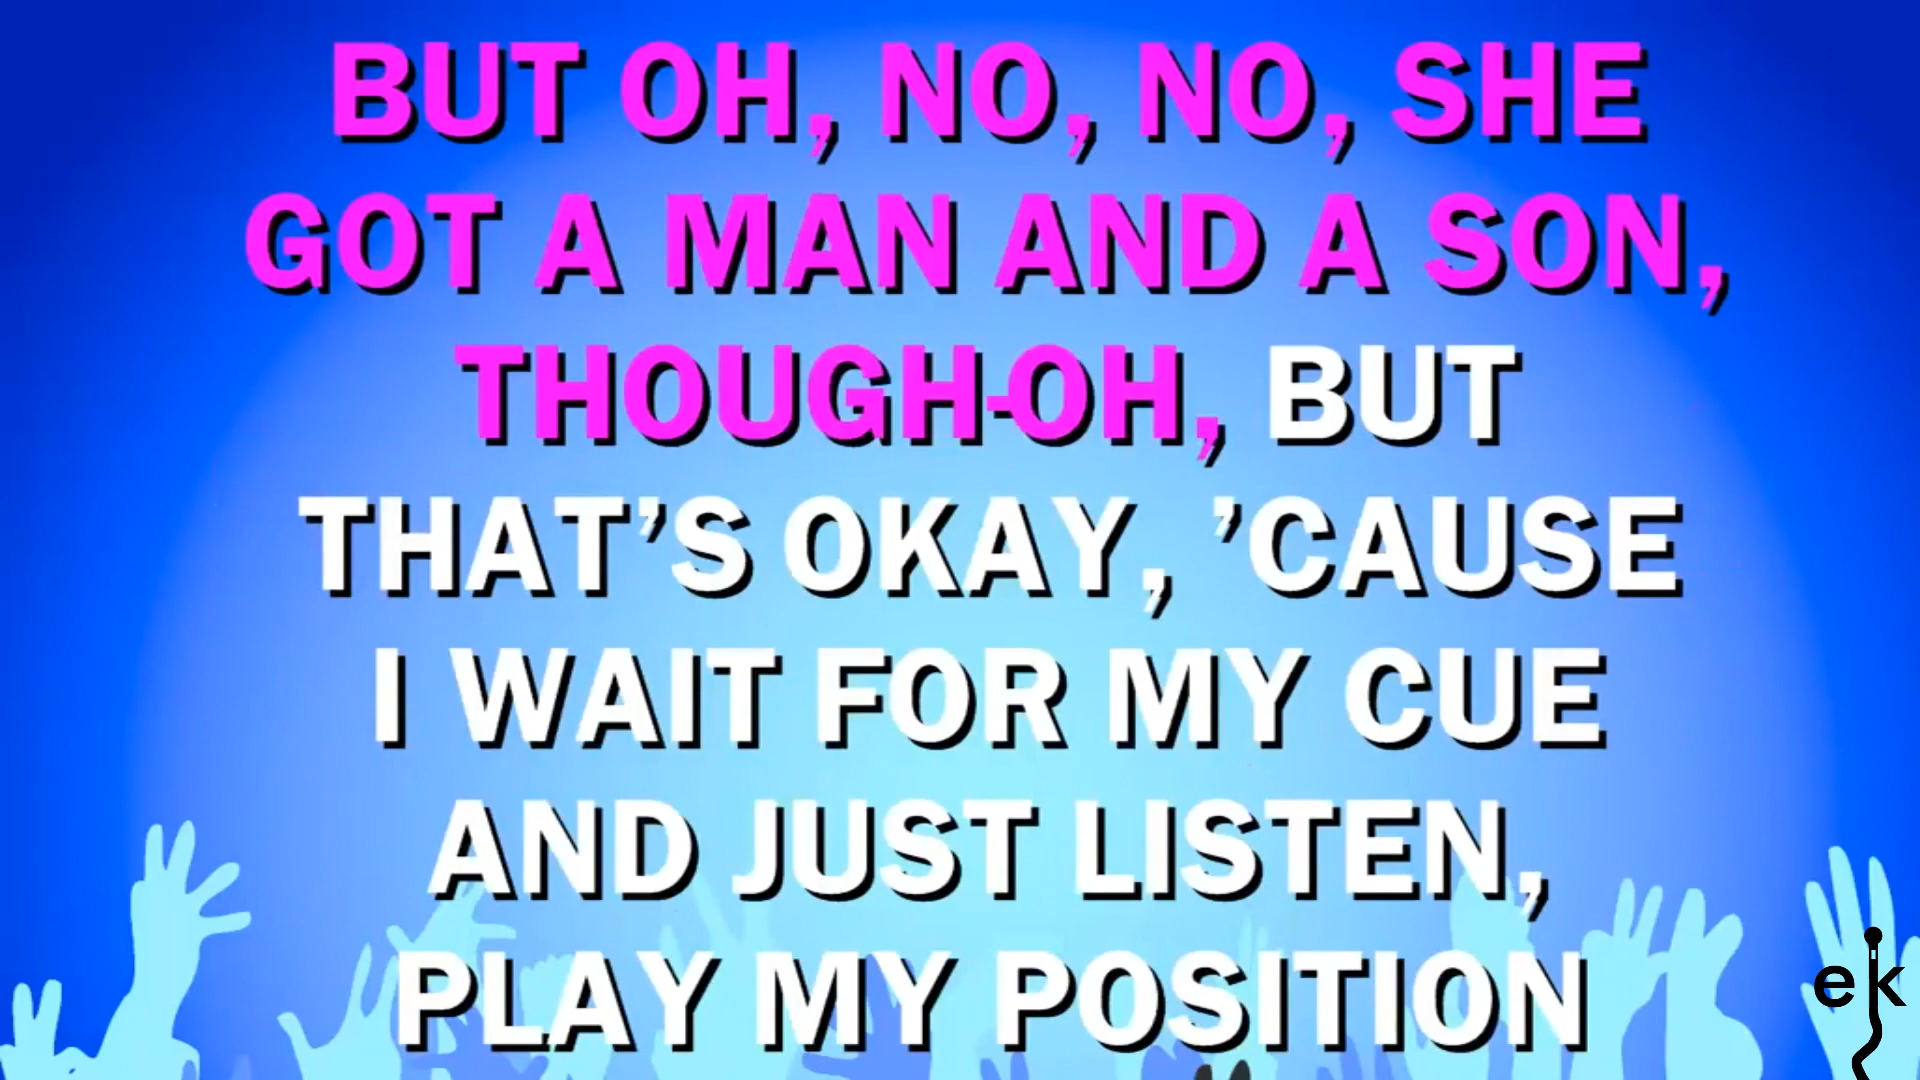 BUT OH, NO, NO, SHE
GOT A MAN AND A SON,
THOUGH-OH, BUT
THAT'S OKAY, 'CAUSE
I WAIT FOR MY CUE
AND JUST LISTEN,
PLAY MY POSITION
ek